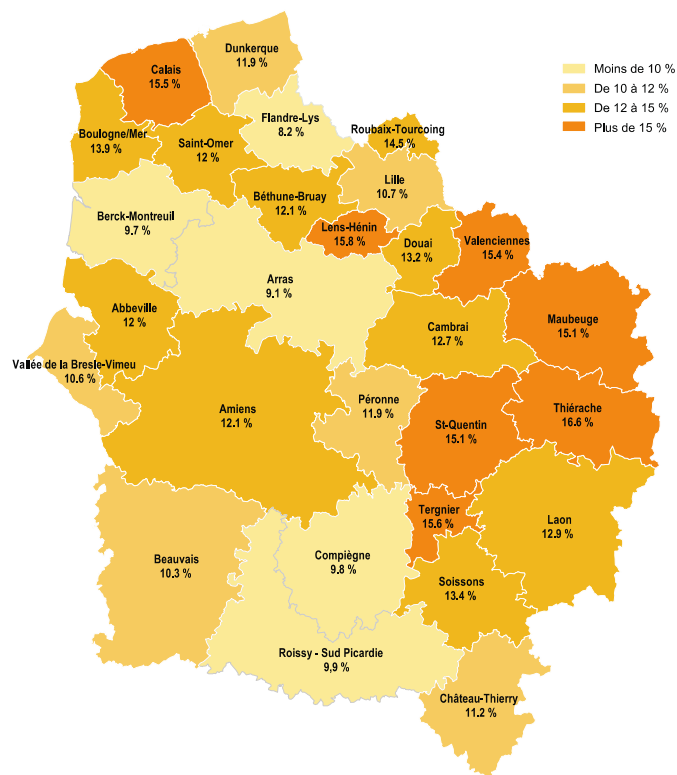 Dunkerque
11.9 %
Calais
15.5 %
Moins de 10 %
De 10 à 12 %
De 12 à 15 %
Plus de 15 %
Flandre-Lys
8.2 %
Boulogne/Mer
13.9 %
Saint-Omer
12 %
Roubaix-Tourcoing
14.5 %
Lille
10.7 %
Béthune-Bruay
12.1 %
Berck-Montreuil
9.7 %
Lens-Hénin
15.8 %
Douai
13.2 %
Valenciennes
15.4 %
Arras
9.1 %
Abbeville
12 %
Cambrai
12.7 %
Maubeuge
15.1 %
Vallée de la Bresle-Vimeu
10.6 %
Amiens
12.1 %
Péronne
11.9 %
St-Quentin
15.1 %
Thiérache
16.6 %
Tergnier
15.6 %
Laon
12.9 %
Beauvais
10.3 %
Compiègne
9.8 %
Soissons
13.4 %
Roissy - Sud Picardie
9,9 %
Château-Thierry
11.2 %